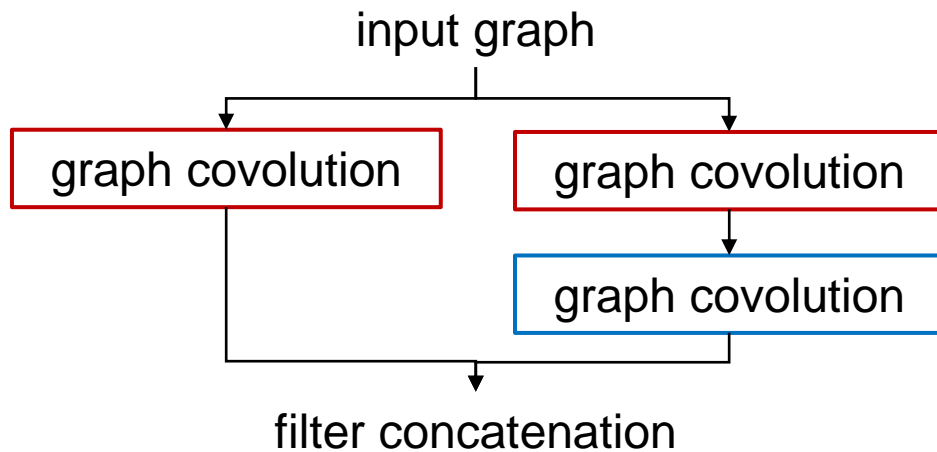 input graph
graph covolution
graph covolution
graph covolution
filter concatenation